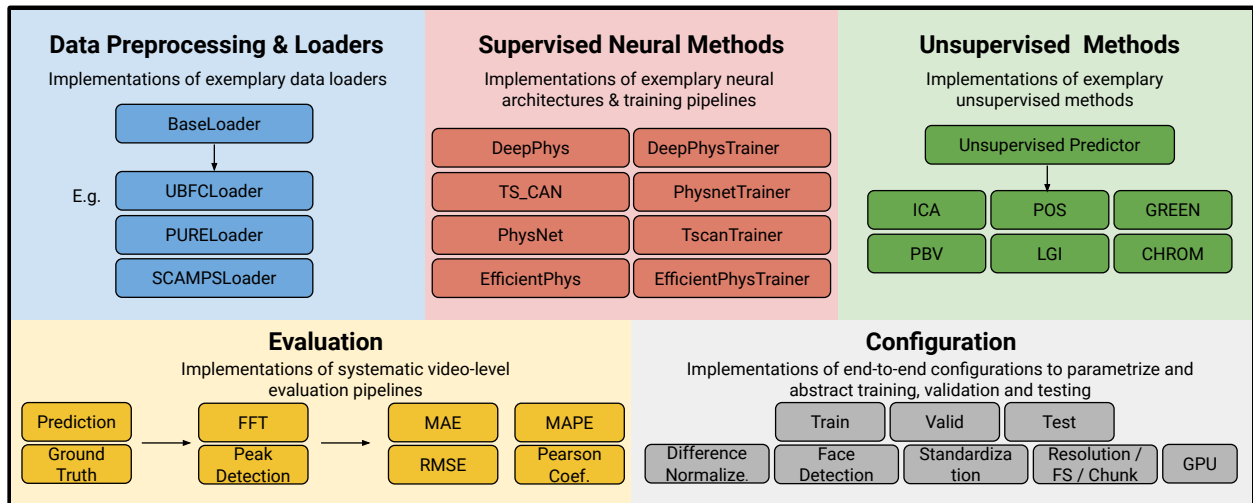 Data Preprocessing & Loaders
Implementations of exemplary data loaders
BaseLoader
E.g.
UBFCLoader
PURELoader
SCAMPSLoader
Supervised Neural Methods
Implementations of exemplary neural
architectures & training pipelines
DeepPhys
DeepPhysTrainer
TS_CAN
PhysnetTrainer
PhysNet
TscanTrainer
EfficientPhys
EfficientPhysTrainer
Unsupervised Methods
Implementations of exemplary
unsupervised methods
Unsupervised Predictor
ICA
POS
GREEN
PBV
LGI
CHROM
Evaluation
Implementations of systematic video-level
evaluation pipelines
Prediction
Ground
Truth
FFT
Peak
Detection
MAE
MAPE
RMSE
Pearson
Coef.
Configuration
Implementations of end-to-end configurations to parametrize and
abstract training, validation and testing
Train
Valid
Test
Difference
Normalize.
Face
Detection
Standardiza
tion
Resolution /
FS / Chunk
GPU